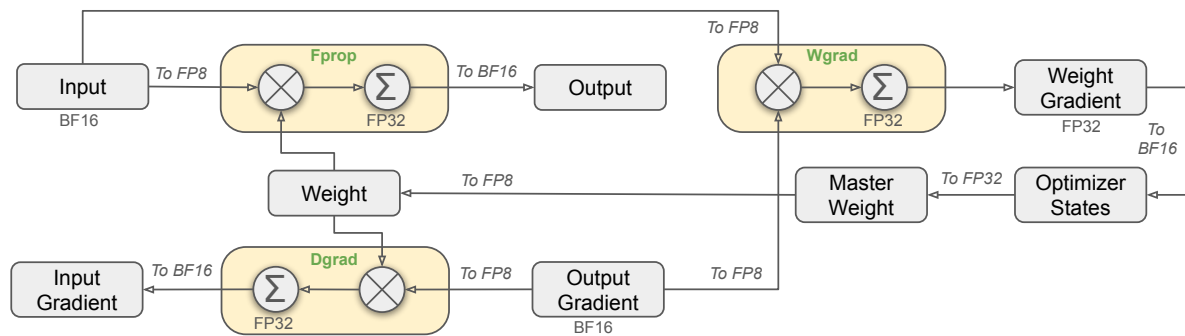 To FP8
Fprop
Wgrad
Input
To FP8
Σ
To BF16
Output
Σ
Weight
Gradient
BF16
FP32
FP32
FP32
To
BF16
Weight
To FP8
Master
Weight
To FP32
Optimizer
States
Dgrad
Input
Gradient
To BF16
Σ
To FP8
Output
Gradient
To FP8
FP32
BF16